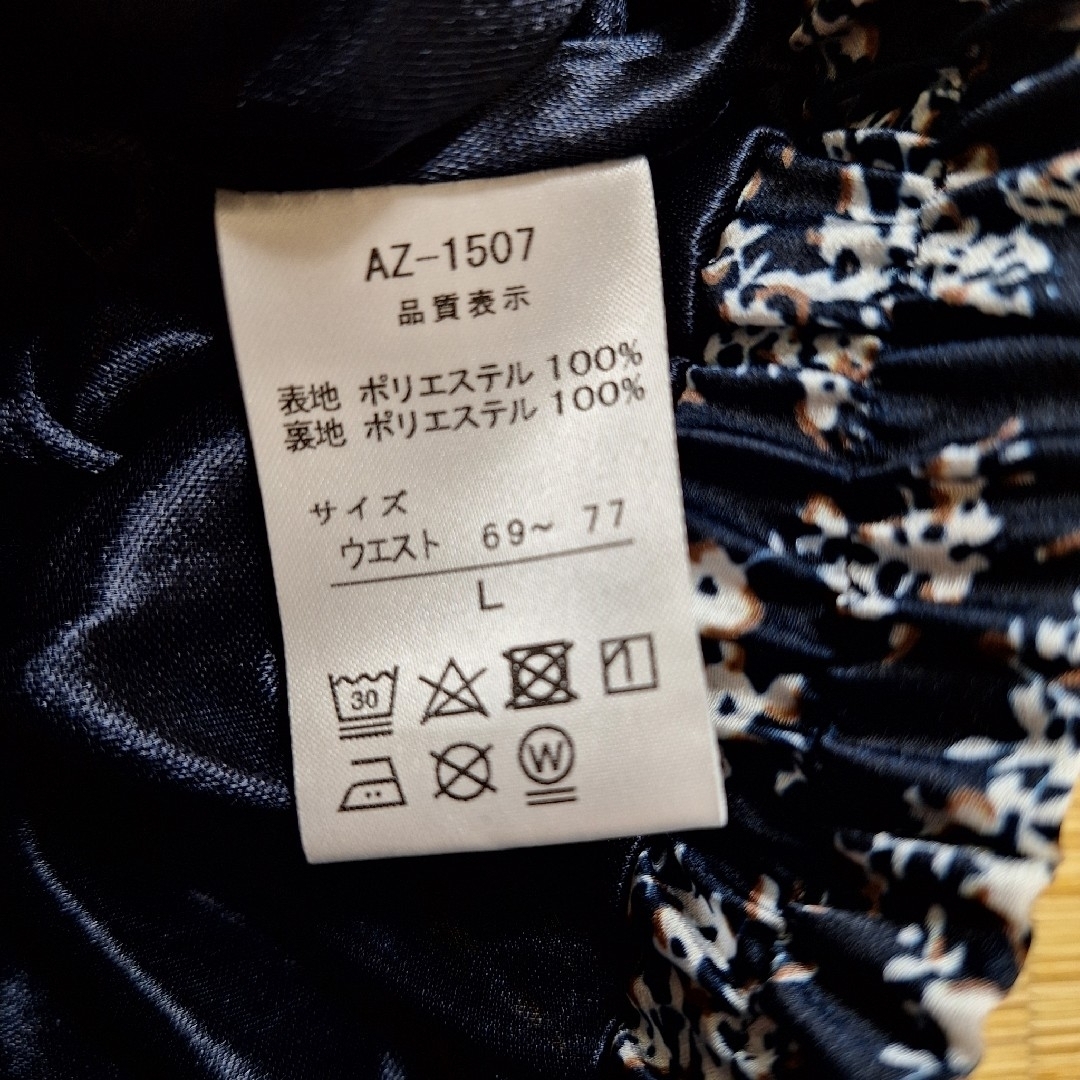 AZ-1507
品質表示
表地 ポリエステル 100%
裏地 ポリエステル 100%
サイズ
ウエスト 69~ 77
L
30
W